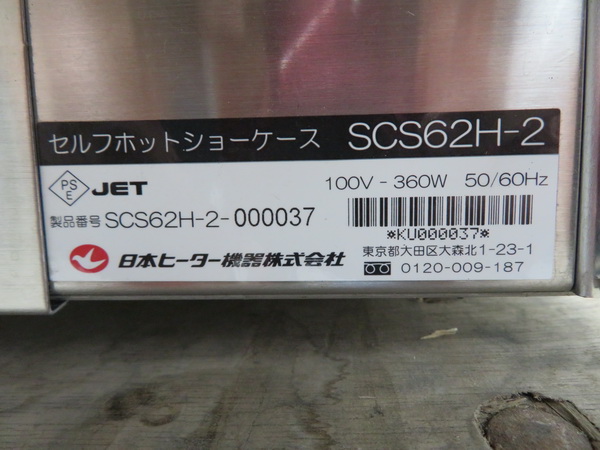 セルフホットショーケース SCS62H-2
PS E JET 100V - 360W 50/60Hz
製品番号 SCS62H-2-000037
*KU000037*
日本ヒーター機器株式会社
東京都大田区大森北1-23-1
0120-009-187